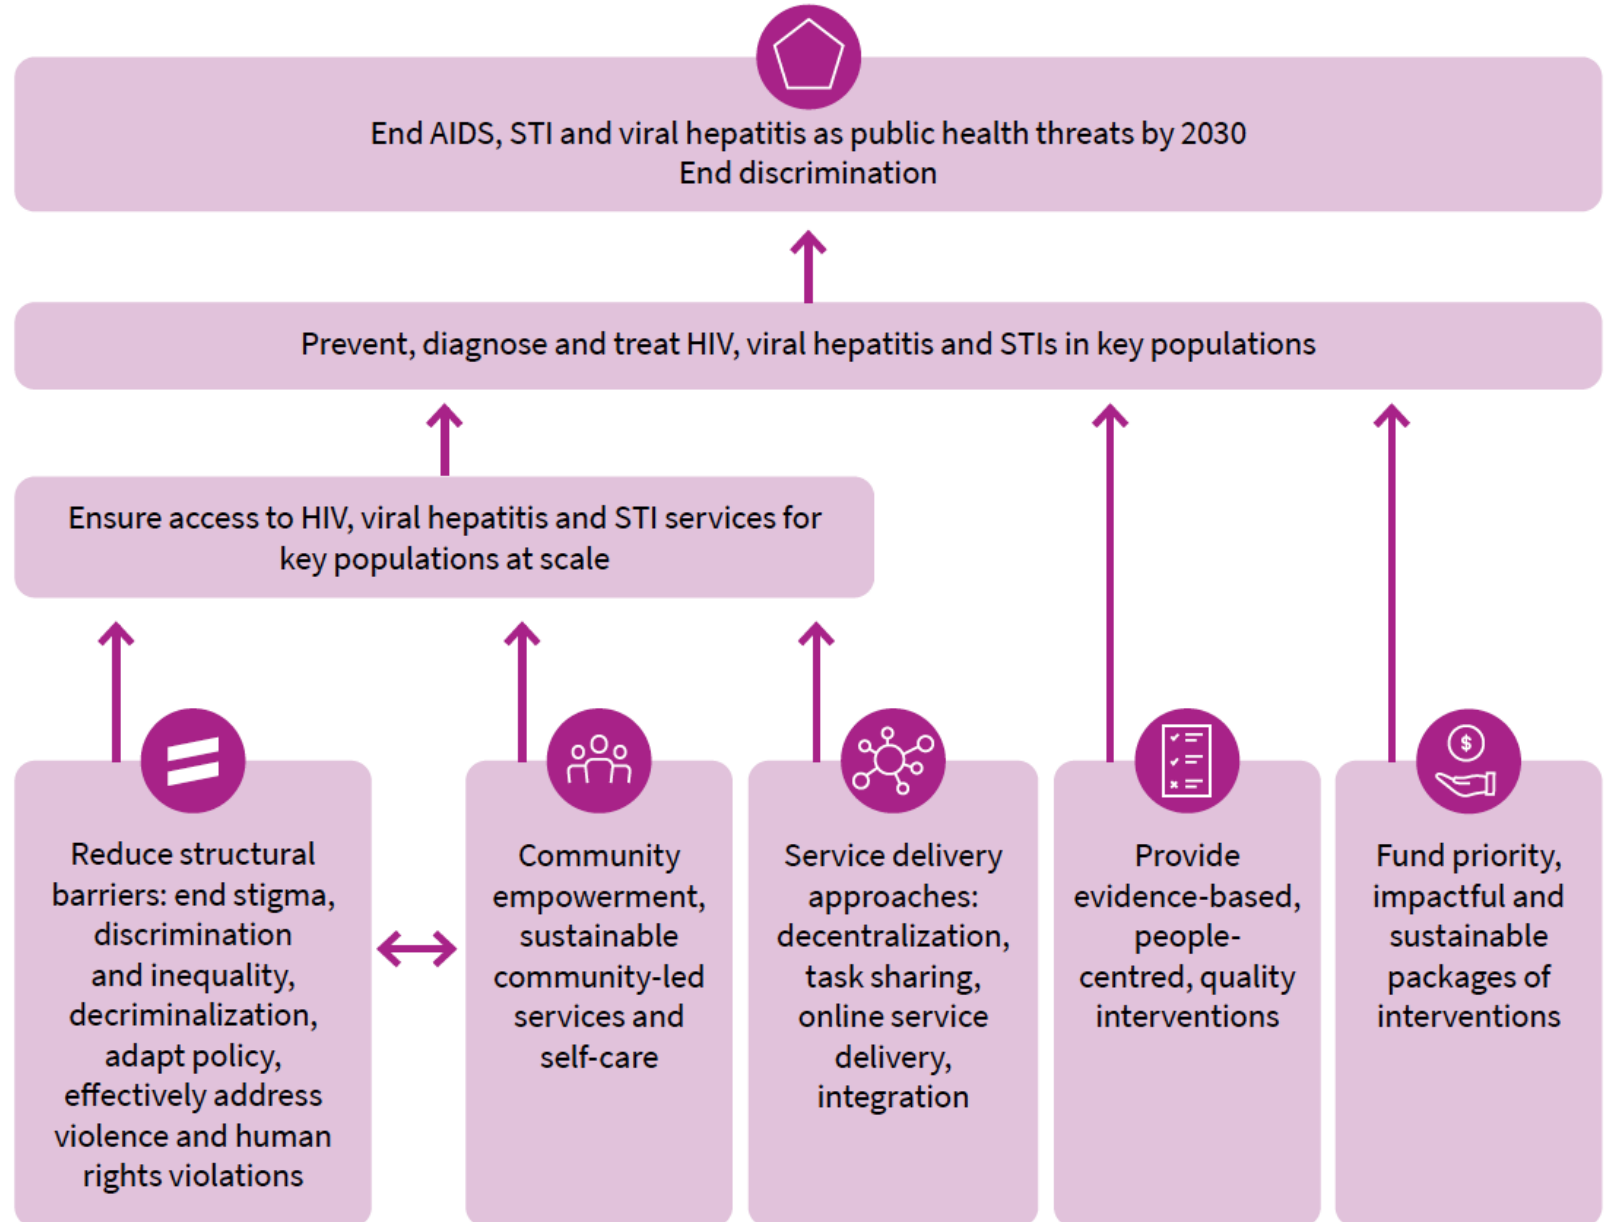 End AIDS, STI and viral hepatitis as public health threats by 2030
End discrimination
Prevent, diagnose and treat HIV, viral hepatitis and STIs in key populations
Ensure access to HIV, viral hepatitis and STI services for
key populations at scale
Reduce structural
barriers: end stigma,
discrimination
and inequality,
decriminalization,
adapt policy,
effectively address
violence and human
rights violations
Community
empowerment,
sustainable
community-led
services and
self-care
Service delivery
approaches:
decentralization,
task sharing,
online service
delivery,
integration
Provide
evidence-based,
people-
centred, quality
interventions
$
Fund priority,
impactful and
sustainable
packages of
interventions